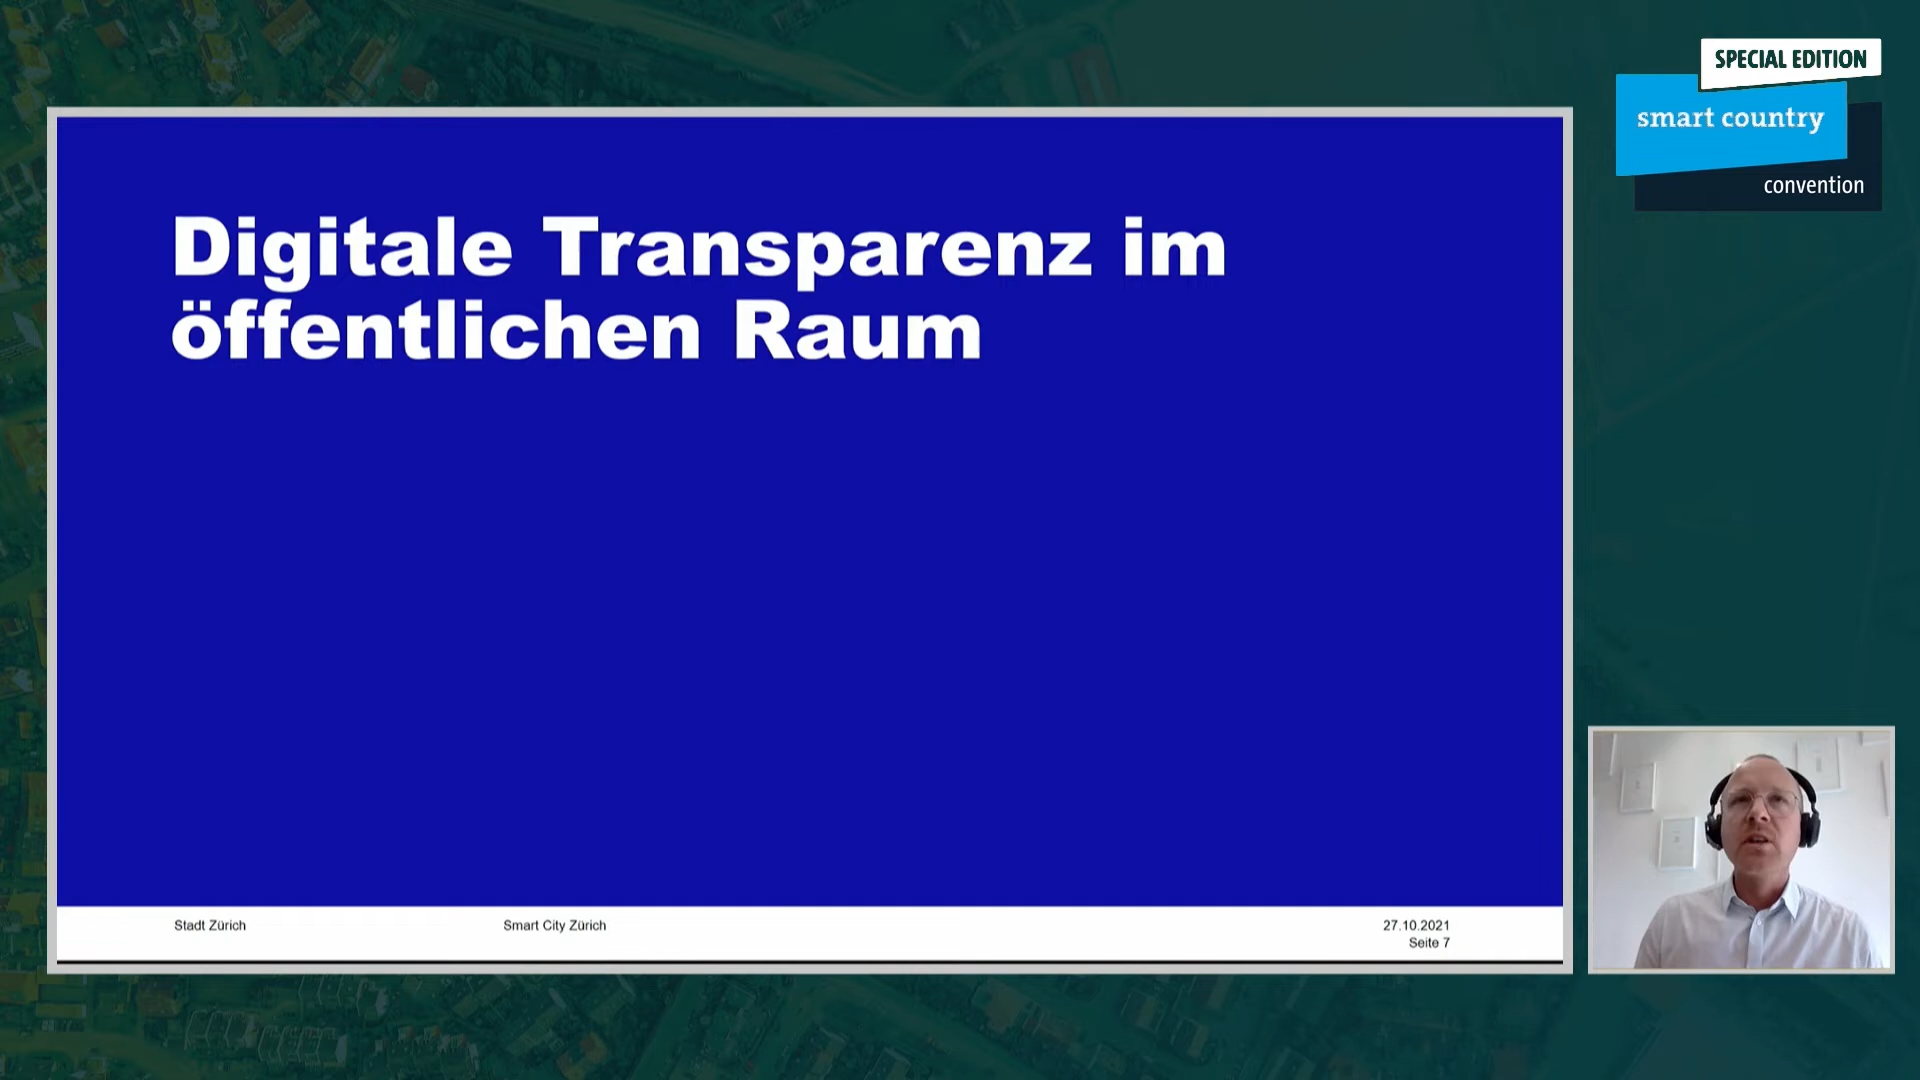 SPECIAL EDITION
smart country
convention
Digitale Transparenz im
öffentlichen Raum
Stadt Zürich
Smart City Zürich
27.10.2021
Seite 7